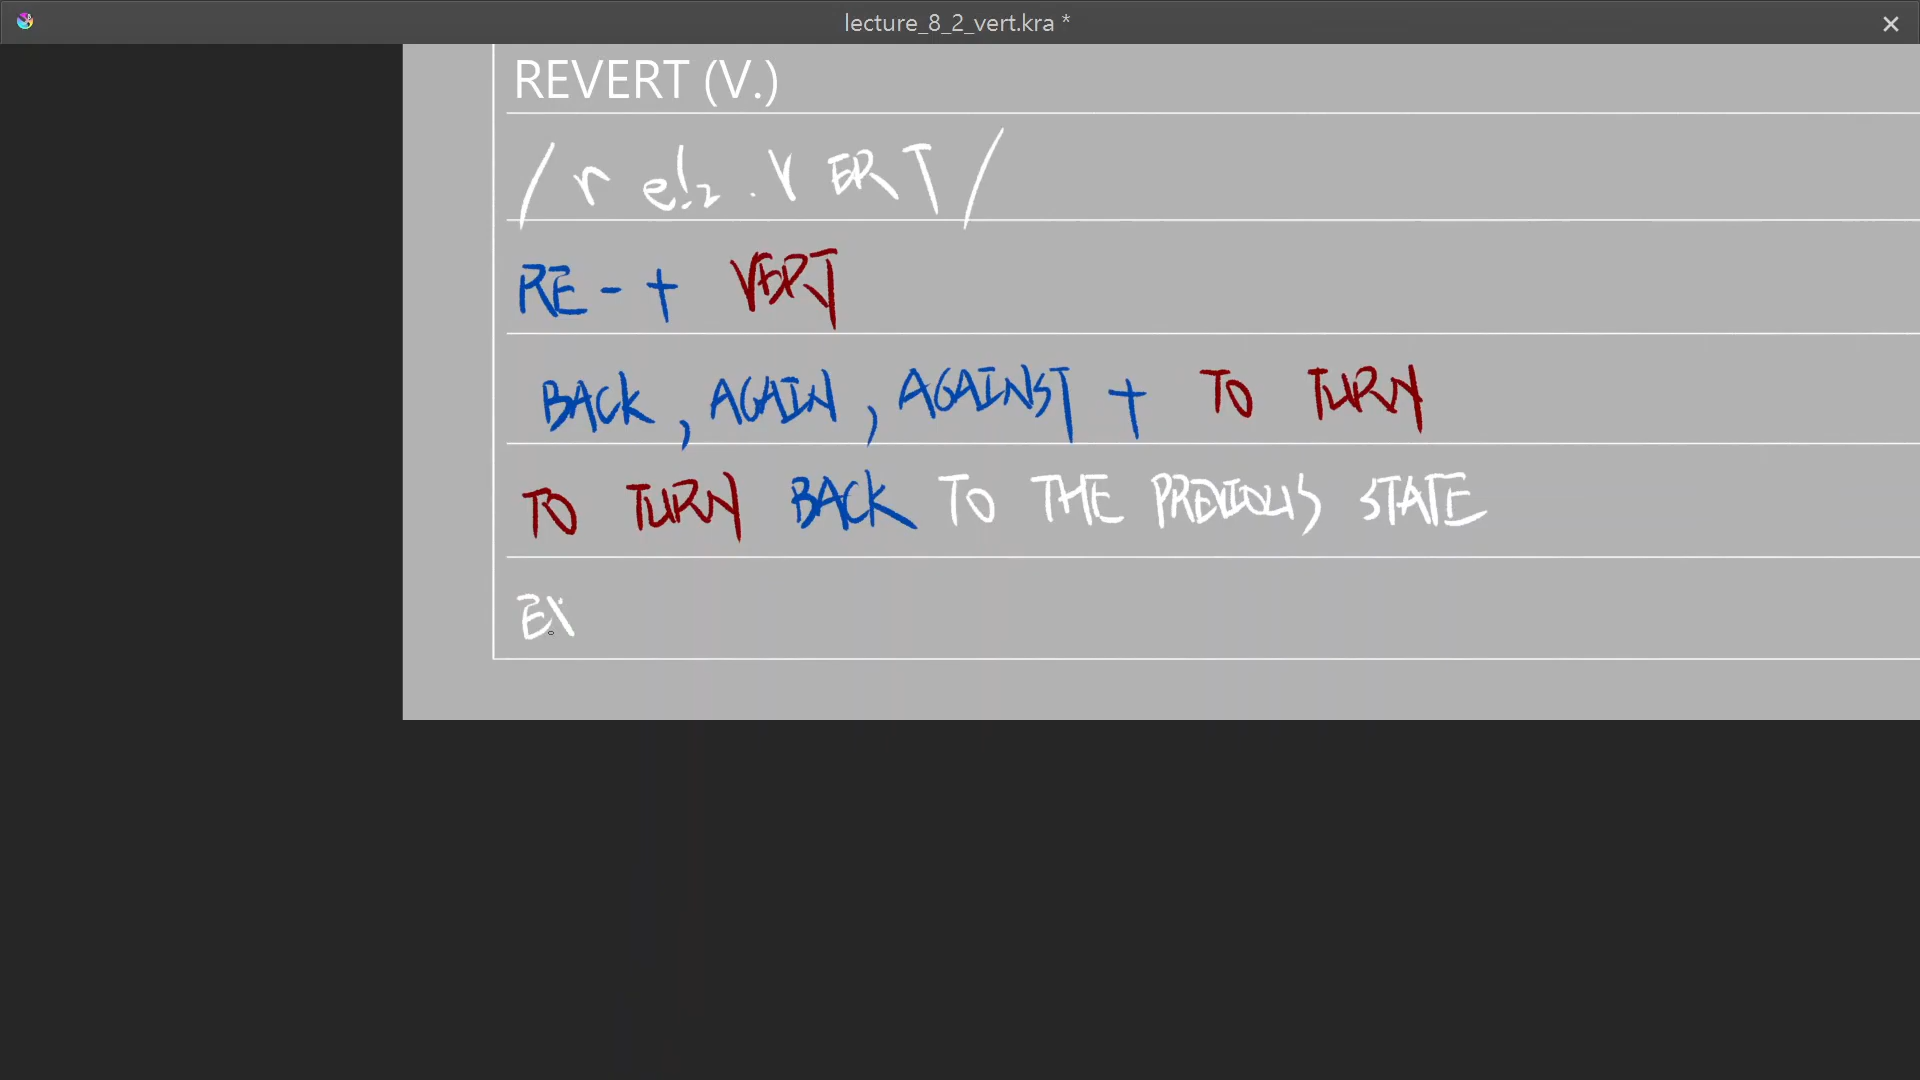 lecture_8_2_vert.kra *
REVERT (V.)
/ r e!2 . V ERT /
RE - + VERT
BACK , AGAIN , AGAINST + TO TURN
TO TURN BACK TO THE PREVIOUS STATE
EX